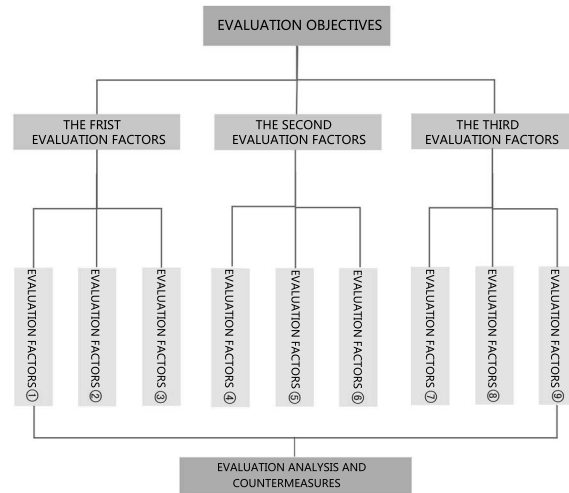 EVALUATION OBJECTIVES
THE FRIST
EVALUATION FACTORS
THE SECOND
EVALUATION FACTORS
THE THIRD
EVALUATION FACTORS
EVALUATION FACTORS①
EVALUATION FACTORS②
EVALUATION FACTORS③
EVALUATION FACTORS④
EVALUATION FACTORS⑤
EVALUATION FACTORS⑥
EVALUATION FACTORS⑦
EVALUATION FACTORS⑧
EVALUATION FACTORS⑨
EVALUATION ANALYSIS AND
COUNTERMEASURES